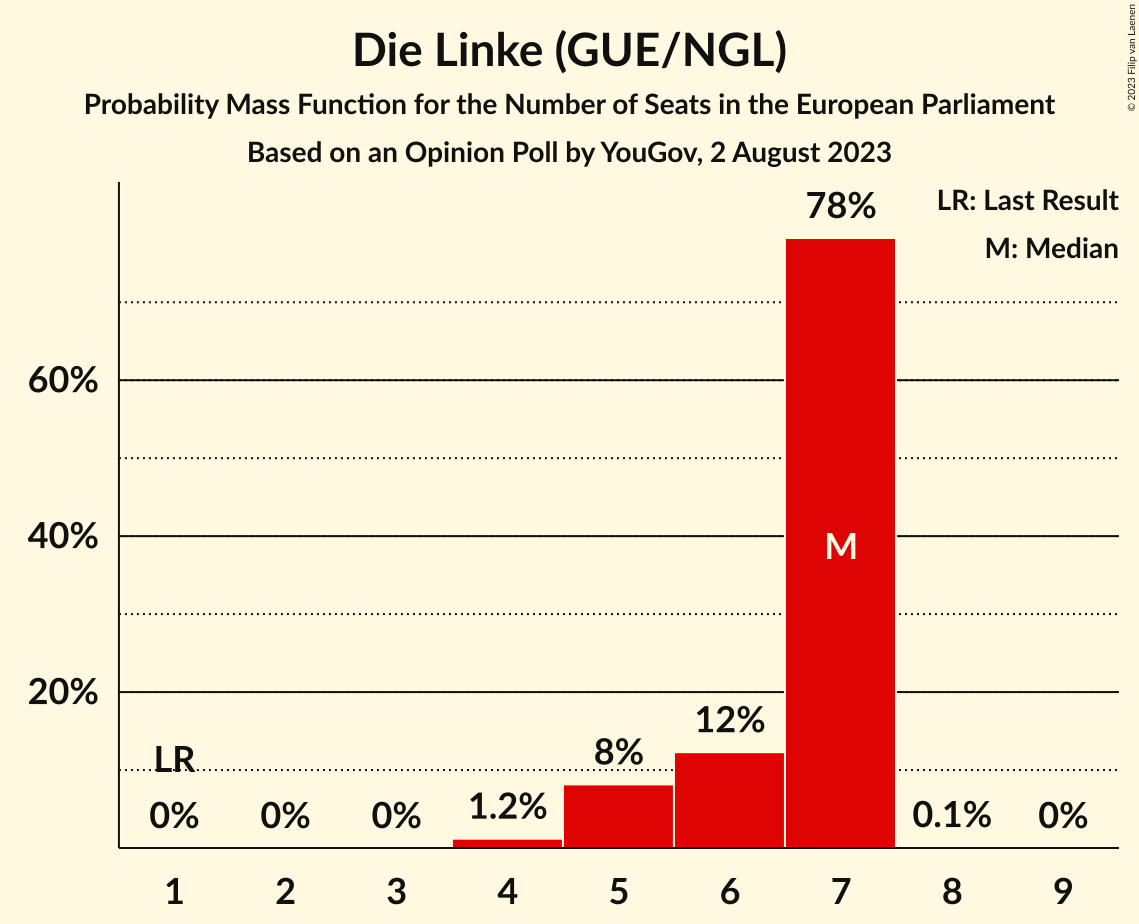 Die Linke (GUE/NGL)
Probability Mass Function for the Number of Seats in the European Parliament
Based on an Opinion Poll by YouGov, 2 August 2023
© 2023 Filip van Laenen
LR: Last Result
M: Median
78%
60%
40%
M
20%
12%
8%
LR
1.2%
0% 0% 0% 0.1% 0%
1 2 3 4 5 6 7 8 9